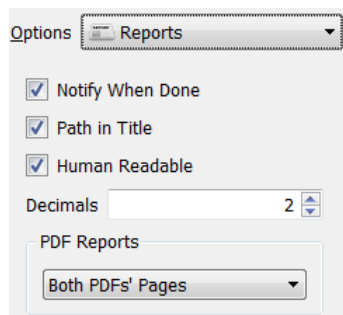 Options Reports
Notify When Done
Path in Title
Human Readable
Decimals 2
PDF Reports
Both PDFs' Pages